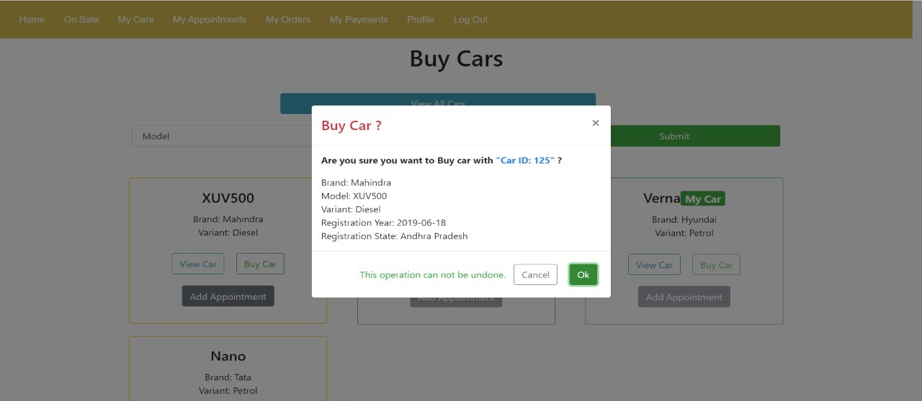 Home On Sale My Cars My Appointments My Orders My Payments Profile Log Out
Buy Cars
View All Cars
Model
Submit
Buy Car ?
×
Are you sure you want to Buy car with "Car ID: 125" ?
Brand: Mahindra
Model: XUV500
Variant: Diesel
Registration Year: 2019-06-18
Registration State: Andhra Pradesh
This operation can not be undone. Cancel Ok
XUV500
Brand: Mahindra
Variant: Diesel
View Car Buy Car
Add Appointment
Add Appointment
Verna My Car
Brand: Hyundai
Variant: Petrol
View Car Buy Car
Add Appointment
Nano
Brand: Tata
Variant: Petrol